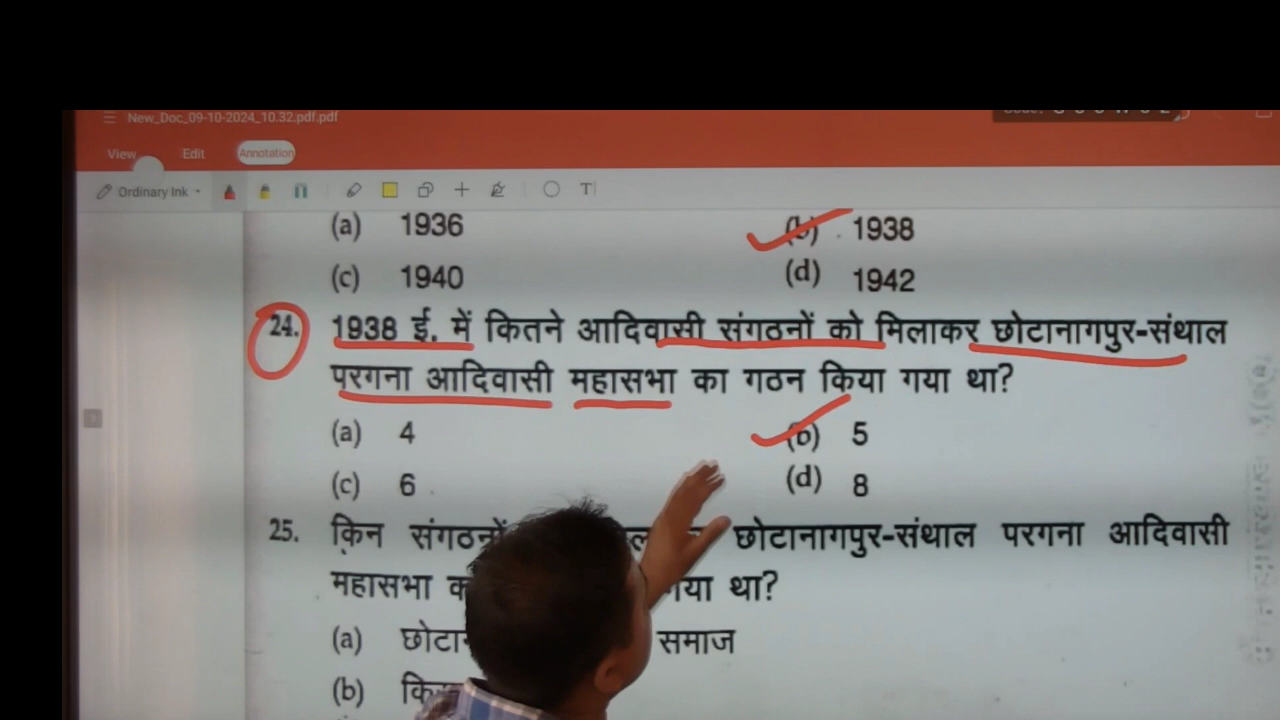 New_Doc_09-10-2024_10.32.pdf.pdf
View Edit Annotation
Ordinary Ink T
(a) 1936 (b) 1938
(c) 1940 (d) 1942
24. 1938 ई. में कितने आदिवासी संगठनों को मिलाकर छोटानागपुर-संथाल
परगना आदिवासी महासभा का गठन किया गया था?
(a) 4 (b) 5
(c) 6 (d) 8
25. किन संगठनों छोटानागपुर-संथाल परगना आदिवासी
महासभा गया था?
(a) समाज
(b)